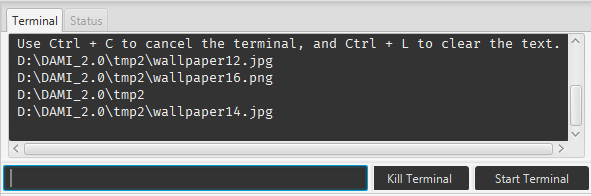 Terminal Status
Use Ctrl + C to cancel the terminal, and Ctrl + L to clear the text.
D:\DAMI_2.0\tmp2\wallpaper12.jpg
D:\DAMI_2.0\tmp2\wallpaper16.png
D:\DAMI_2.0\tmp2
D:\DAMI_2.0\tmp2\wallpaper14.jpg
Kill Terminal Start Terminal